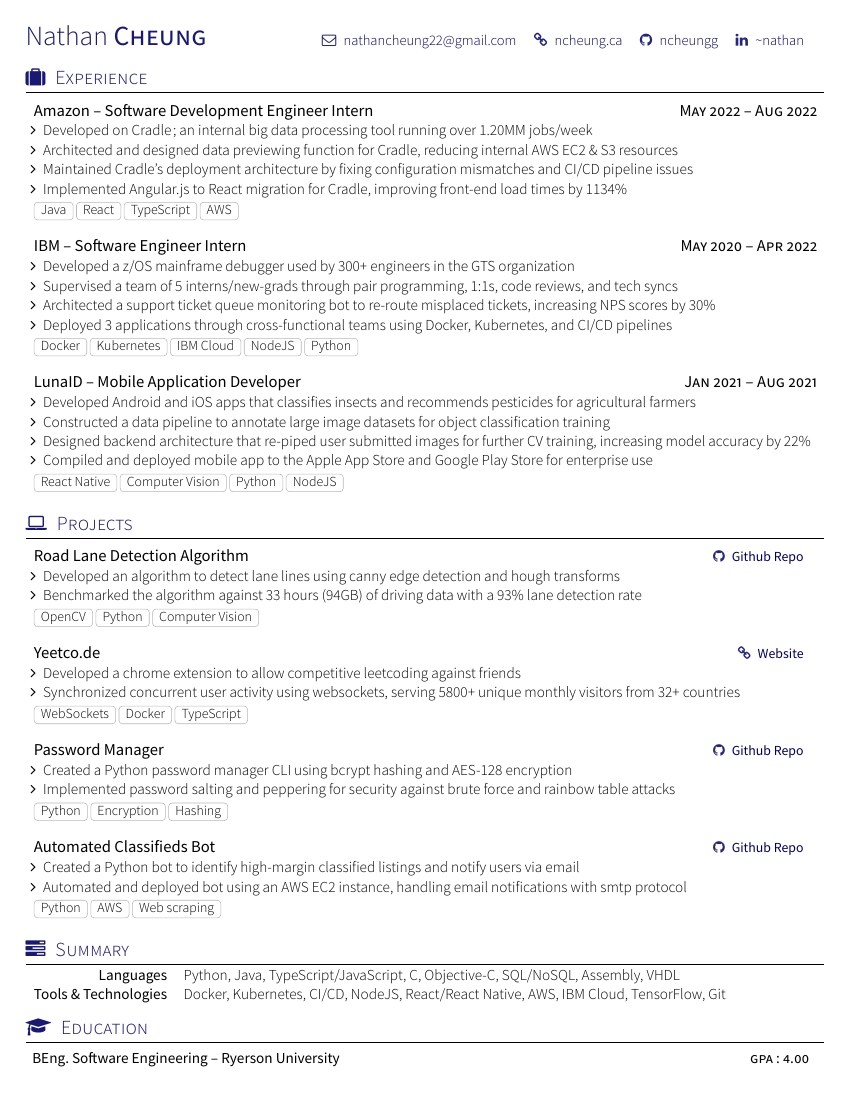 Nathan CHEUNG
nathancheung22@gmail.com ncheung.ca ncheungg ~nathan
EXPERIENCE
Amazon – Software Development Engineer Intern MAY 2022 – AUG 2022
Developed on Cradle; an internal big data processing tool running over 1.20MM jobs/week
Architected and designed data previewing function for Cradle, reducing internal AWS EC2 & S3 resources
Maintained Cradle's deployment architecture by fixing configuration mismatches and CI/CD pipeline issues
Implemented Angular.js to React migration for Cradle, improving front-end load times by 1134%
Java React TypeScript AWS
IBM – Software Engineer Intern MAY 2020 – APR 2022
Developed a z/OS mainframe debugger used by 300+ engineers in the GTS organization
Supervised a team of 5 interns/new-grads through pair programming, 1:1s, code reviews, and tech syncs
Architected a support ticket queue monitoring bot to re-route misplaced tickets, increasing NPS scores by 30%
Deployed 3 applications through cross-functional teams using Docker, Kubernetes, and CI/CD pipelines
Docker Kubernetes IBM Cloud NodeJS Python
LunaID – Mobile Application Developer JAN 2021 – AUG 2021
Developed Android and iOS apps that classifies insects and recommends pesticides for agricultural farmers
Constructed a data pipeline to annotate large image datasets for object classification training
Designed backend architecture that re-piped user submitted images for further CV training, increasing model accuracy by 22%
Compiled and deployed mobile app to the Apple App Store and Google Play Store for enterprise use
React Native Computer Vision Python NodeJS
PROJECTS
Road Lane Detection Algorithm Github Repo
Developed an algorithm to detect lane lines using canny edge detection and hough transforms
Benchmarked the algorithm against 33 hours (94GB) of driving data with a 93% lane detection rate
OpenCV Python Computer Vision
Yeetco.de Website
Developed a chrome extension to allow competitive leetcoding against friends
Synchronized concurrent user activity using websockets, serving 5800+ unique monthly visitors from 32+ countries
WebSockets Docker TypeScript
Password Manager Github Repo
Created a Python password manager CLI using bcrypt hashing and AES-128 encryption
Implemented password salting and peppering for security against brute force and rainbow table attacks
Python Encryption Hashing
Automated Classifieds Bot Github Repo
Created a Python bot to identify high-margin classified listings and notify users via email
Automated and deployed bot using an AWS EC2 instance, handling email notifications with smtp protocol
Python AWS Web scraping
SUMMARY
Languages Python, Java, TypeScript/JavaScript, C, Objective-C, SQL/NoSQL, Assembly, VHDL
Tools & Technologies Docker, Kubernetes, CI/CD, NodeJS, React/React Native, AWS, IBM Cloud, TensorFlow, Git
EDUCATION
BEng. Software Engineering – Ryerson University GPA : 4.00